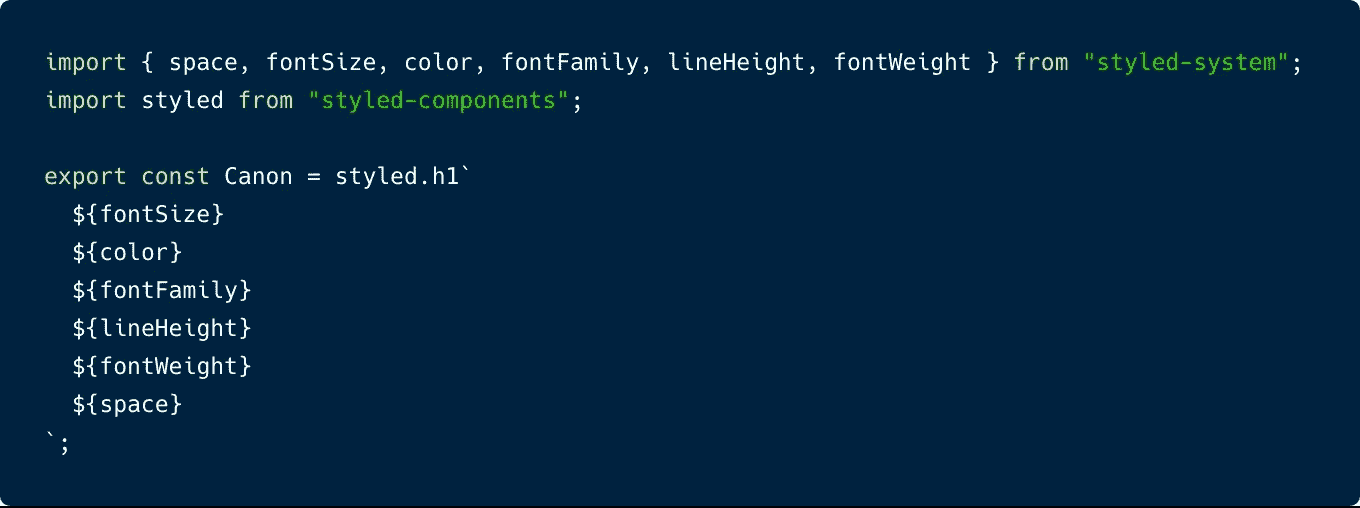 import { space, fontSize, color, fontFamily, lineHeight, fontWeight } from "styled-system";
import styled from "styled-components";

export const Canon = styled.h1`
  ${fontSize}
  ${color}
  ${fontFamily}
  ${lineHeight}
  ${fontWeight}
  ${space}
`;